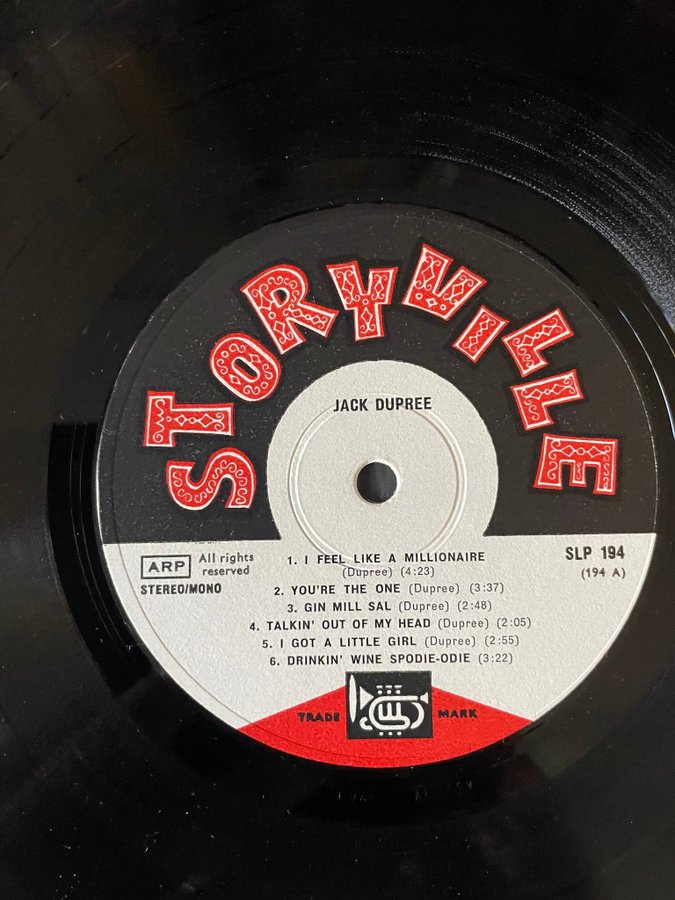 STORYVILLE
JACK DUPREE
ARP All rights reserved
STEREO/MONO
SLP 194
(194 A)
1. I FEEL LIKE A MILLIONAIRE
(Dupree) (4:23)
2. YOU'RE THE ONE (Dupree) (3:37)
3. GIN MILL SAL (Dupree) (2:48)
4. TALKIN' OUT OF MY HEAD (Dupree) (2:05)
5. I GOT A LITTLE GIRL (Dupree) (2:55)
6. DRINKIN' WINE SPODIE-ODIE (3:22)
TRADE MARK